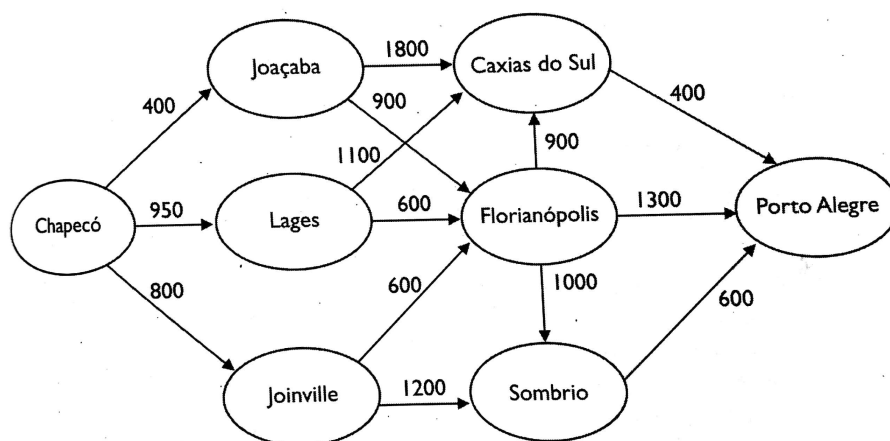 1800
Joaçaba
Caxias do Sul
400
900
400
1100
900
950
600
1300
Chapecó
Lages
Florianópolis
Porto Alegre
800
600
1000
600
Joinville
1200
Sombrio